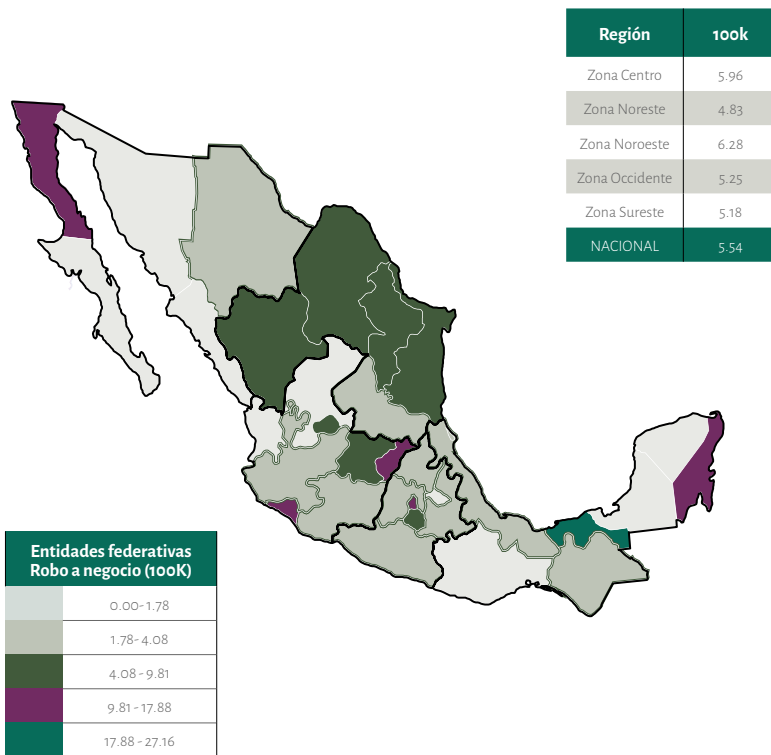 Región 100k
Zona Centro 5.96
Zona Noreste 4.83
Zona Noroeste 6.28
Zona Occidente 5.25
Zona Sureste 5.18
NACIONAL 5.54
Entidades federativas
Robo a negocio (100K)
0.00-1.78
1.78-4.08
4.08-9.81
9.81-17.88
17.88-27.16